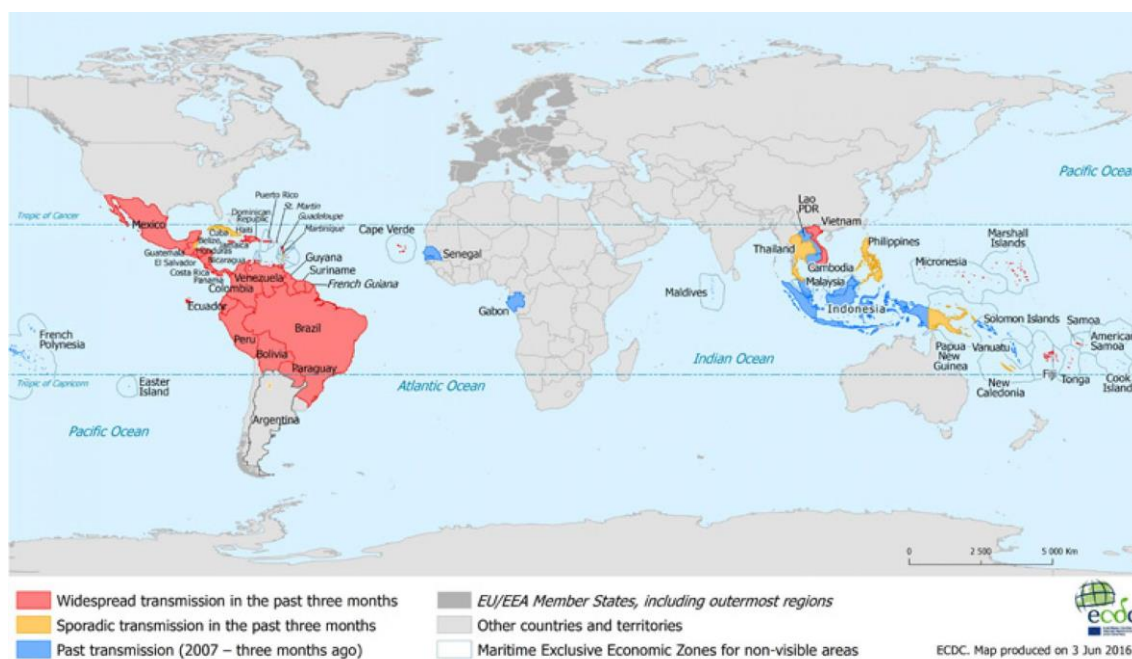 Pacific Ocea
Tropic of Cancer
Mexico
Puerto Rico
St. Martin
Guadeloupe
Martinique
Dominican
Republic
Cuba
Haiti
Belize
Jamaica
Guatemala
Honduras
El Salvador
Nicaragua
Costa Rica
Panama
Venezuela
Colombia
Guyana
Suriname
French Guiana
Ecuador
Brazil
Peru
Bolivia
Paraguay
Argentina
French
Polynesia
Tropic of Capricorn
Easter
Island
Pacific Ocean
Atlantic Ocean
Cape Verde
Senegal
Gabon
Maldives
Indian Ocean
Lao
PDR
Vietnam
Thailand
Cambodia
Malaysia
Philippines
Indonesia
Micronesia
Marshall
Islands
Solomon Islands
Samoa
American
Samoa
Papua
New
Guinea
Vanuatu
New
Caledonia
Fiji
Tonga
Cook
Island
0 2 500 5 000 Km
Widespread transmission in the past three months
Sporadic transmission in the past three months
Past transmission (2007 – three months ago)
EU/EEA Member States, including outermost regions
Other countries and territories
Maritime Exclusive Economic Zones for non-visible areas
ecdc
ECDC. Map produced on 3 Jun 2016